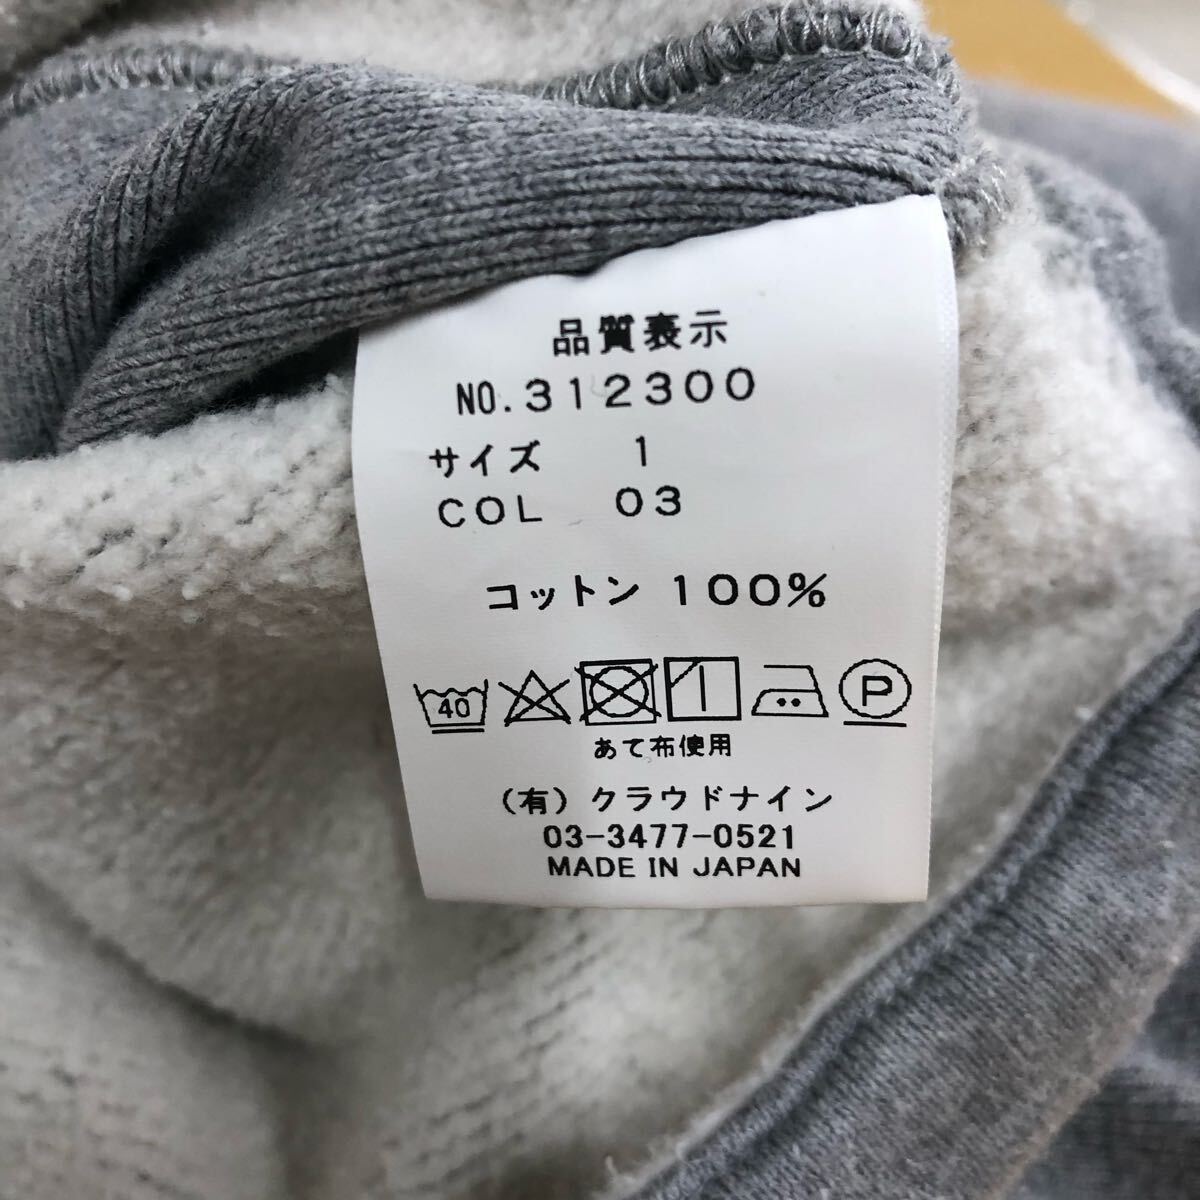 品質表示
NO.312300
サイズ 1
COL 03
コットン 100%
40 P
あて布使用
(有) クラウドナイン
03-3477-0521
MADE IN JAPAN